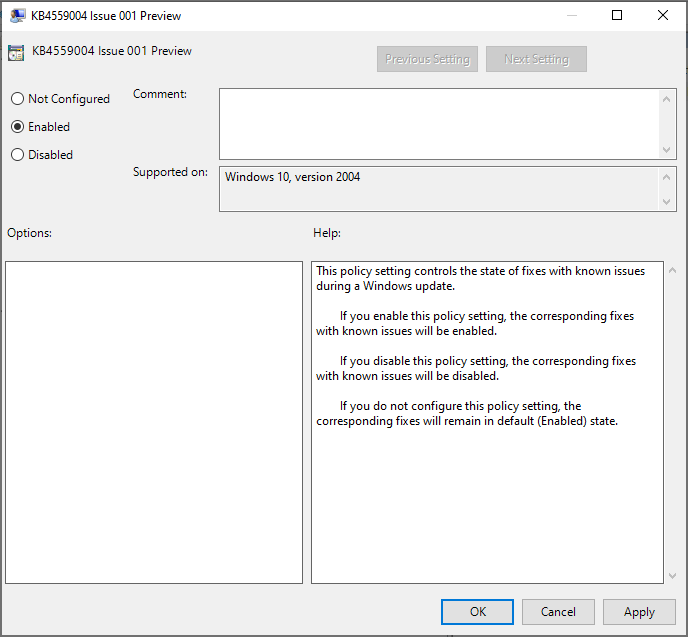 KB4559004 Issue 001 Preview
KB4559004 Issue 001 Preview
Previous Setting
Next Setting
Not Configured
Comment:
Enabled
Disabled
Supported on:
Windows 10, version 2004
Options:
Help:
This policy setting controls the state of fixes with known issues
during a Windows update.
If you enable this policy setting, the corresponding fixes
with known issues will be enabled.
If you disable this policy setting, the corresponding fixes
with known issues will be disabled.
If you do not configure this policy setting, the
corresponding fixes will remain in default (Enabled) state.
OK
Cancel
Apply